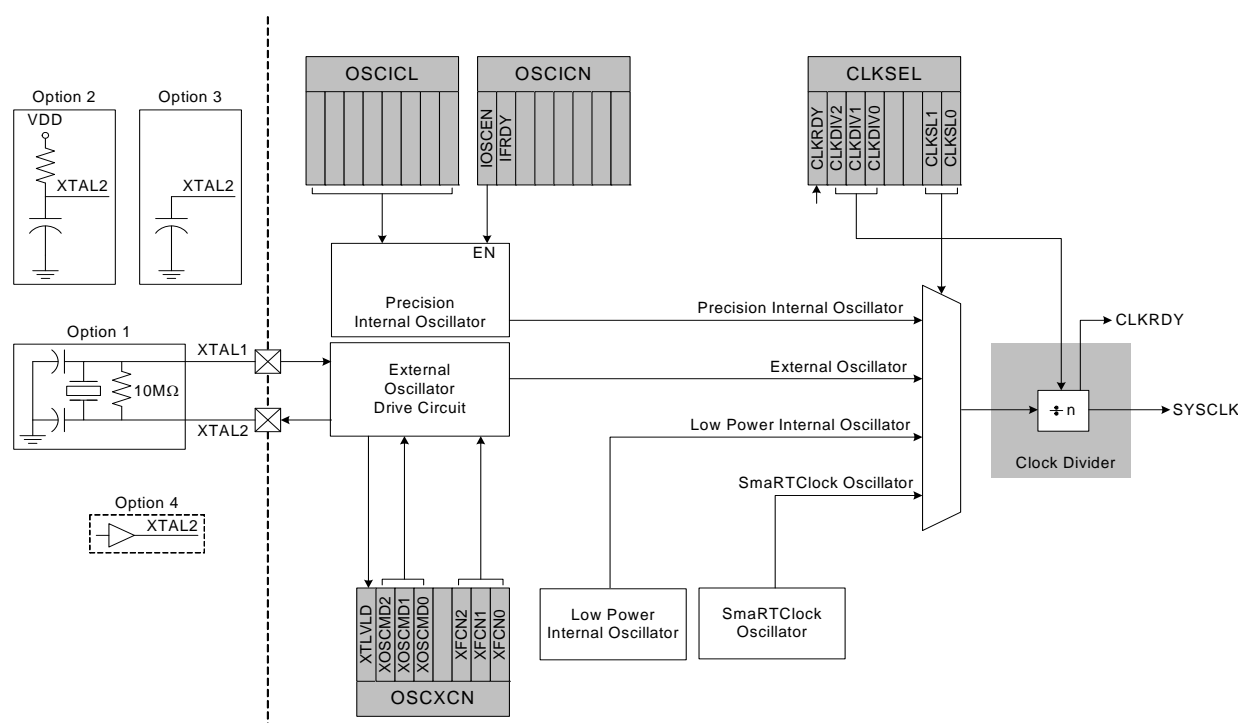 OSCICL
OSCICN
CLKSEL
IOSCEN
IFRDY
CLKRDY
CLKDIV2
CLKDIV1
CLKDIV0
CLKSL1
CLKSL0
Option 2
VDD
XTAL2
Option 3
XTAL2
EN
Precision
Internal Oscillator
Precision Internal Oscillator
CLKRDY
Option 1
XTAL1
10MΩ
XTAL2
External
Oscillator
Drive Circuit
External Oscillator
÷ n
SYSCLK
Low Power Internal Oscillator
Clock Divider
SmaRTClock Oscillator
Option 4
XTAL2
XTLVLD
XOSCMD2
XOSCMD1
XOSCMD0
XFCN2
XFCN1
XFCN0
OSCXCN
Low Power
Internal Oscillator
SmaRTClock
Oscillator